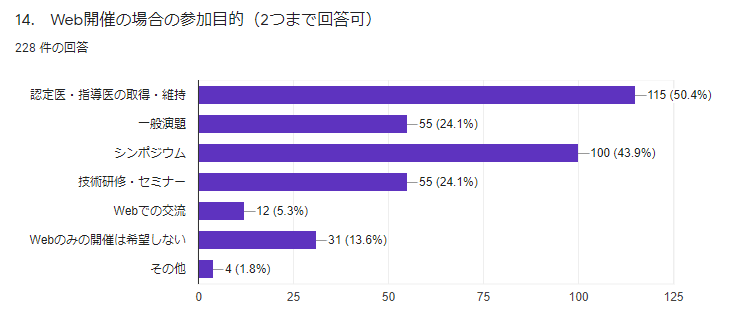 14. Web開催の場合の参加目的（2つまで回答可）
228 件の回答
認定医・指導医の取得・維持 115 (50.4%)
一般演題 55 (24.1%)
シンポジウム 100 (43.9%)
技術研修・セミナー 55 (24.1%)
Webでの交流 12 (5.3%)
Webのみの開催は希望しない 31 (13.6%)
その他 4 (1.8%)
0 25 50 75 100 125